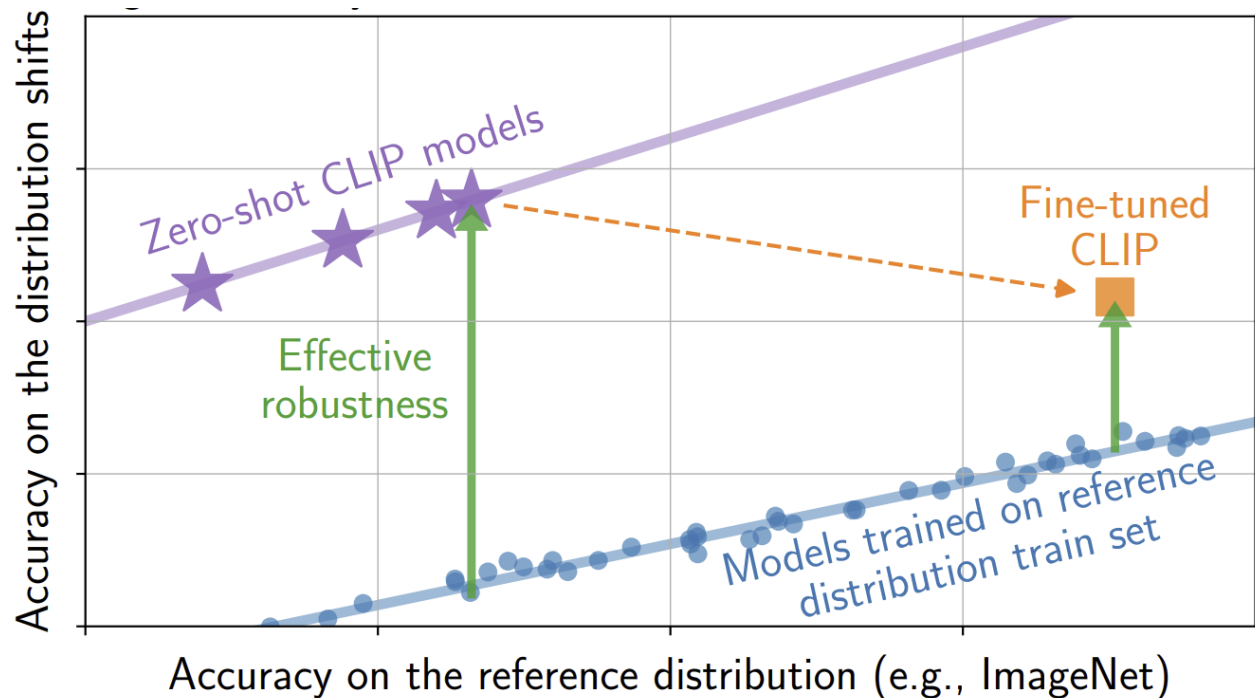 Accuracy on the distribution shifts
Zero-shot CLIP models
Fine-tuned
CLIP
Effective
robustness
Models trained on reference
distribution train set
Accuracy on the reference distribution (e.g., ImageNet)